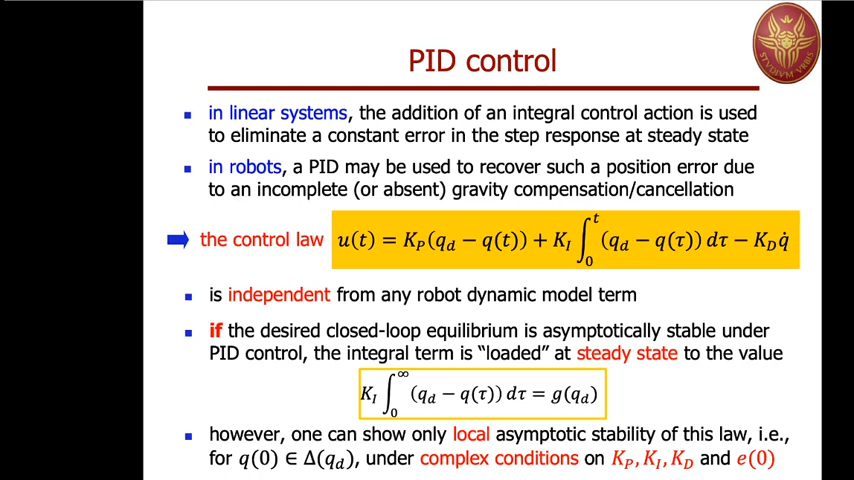 PID control
STVDIVM VRBIS
in linear systems, the addition of an integral control action is used
to eliminate a constant error in the step response at steady state
in robots, a PID may be used to recover such a position error due
to an incomplete (or absent) gravity compensation/cancellation
the control law u(t) = K_P(q_d − q(t)) + K_I ∫_0^t (q_d − q(τ)) dτ − K_D q̇
is independent from any robot dynamic model term
if the desired closed-loop equilibrium is asymptotically stable under
PID control, the integral term is “loaded” at steady state to the value
K_I ∫_0^∞ (q_d − q(τ)) dτ = g(q_d)
however, one can show only local asymptotic stability of this law, i.e.,
for q(0) ∈ Δ(q_d), under complex conditions on K_P, K_I, K_D and e(0)